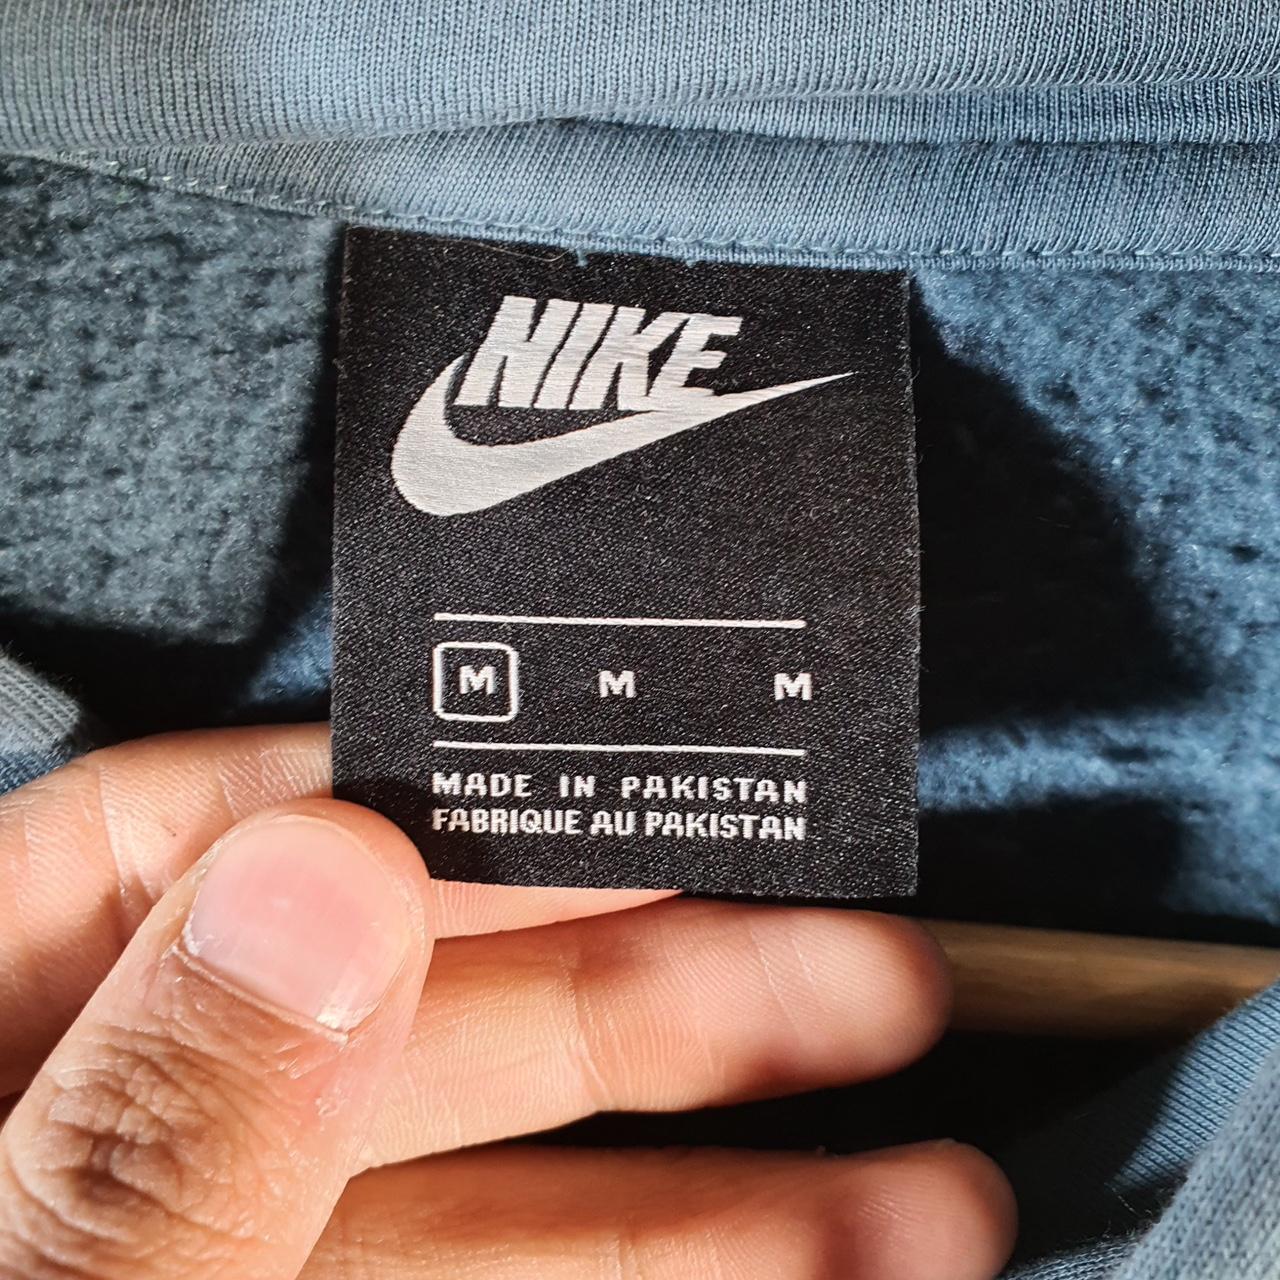 NIKE
M M M
MADE IN PAKISTAN
FABRIQUE AU PAKISTAN